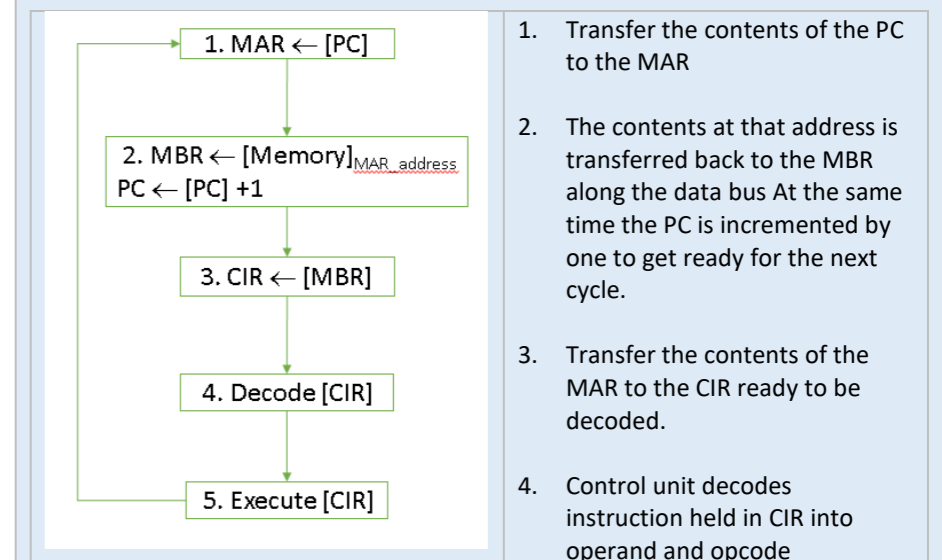 1. MAR ← [PC]
2. MBR ← [Memory]MAR_address
PC ← [PC] +1
3. CIR ← [MBR]
4. Decode [CIR]
5. Execute [CIR]
1. Transfer the contents of the PC
to the MAR
2. The contents at that address is
transferred back to the MBR
along the data bus At the same
time the PC is incremented by
one to get ready for the next
cycle.
3. Transfer the contents of the
MAR to the CIR ready to be
decoded.
4. Control unit decodes
instruction held in CIR into
operand and opcode